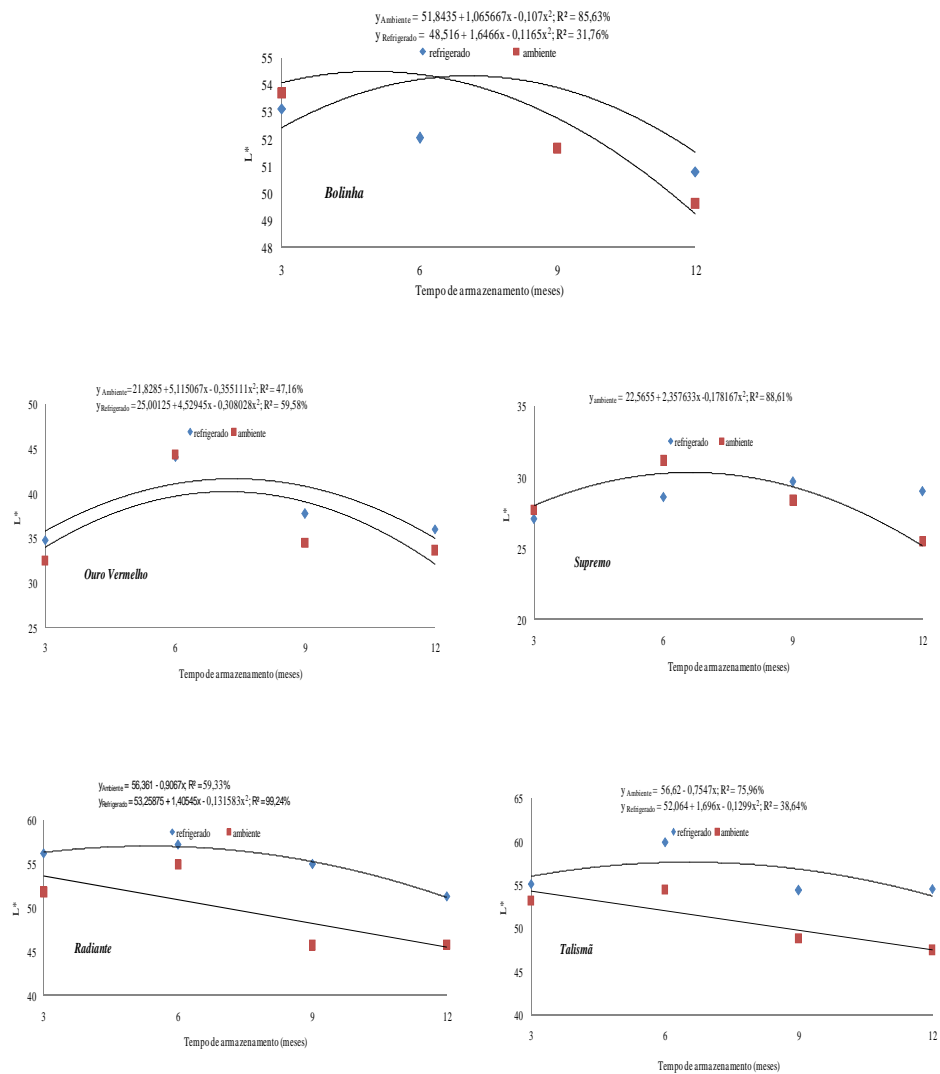 y Ambiente = 51,8435 + 1,065667x - 0,107x²; R² = 85,63%
y Refrigerado = 48,516 + 1,6466x - 0,1165x²; R² = 31,76%
refrigerado ambiente
55
54
53
52
51
50
49
48
L*
Bolinha
3 6 9 12
Tempo de armazenamento (meses)
y Ambiente = 21,8285 + 5,115067x - 0,355111x²; R² = 47,16%
y Refrigerado = 25,00125 + 4,52945x - 0,308028x²; R² = 59,58%
refrigerado ambiente
50
45
40
35
30
25
L*
Ouro Vermelho
3 6 9 12
Tempo de armazenamento (meses)
y ambiente = 22,5655 + 2,357633x - 0,178167x²; R² = 88,61%
refrigerado ambiente
35
30
25
20
L*
Supremo
3 6 9 12
Tempo de armazenamento (meses)
y Ambiente = 56,361 - 0,9067x; R² = 59,33%
y Refrigerado = 53,25875 + 1,40545x - 0,131583x²; R² = 99,24%
refrigerado ambiente
60
55
50
45
40
L*
Radiante
3 6 9 12
Tempo de armazenamento (meses)
y Ambiente = 56,62 - 0,7547x; R² = 75,96%
y Refrigerado = 52,064 + 1,696x - 0,1299x²; R² = 38,64%
refrigerado ambiente
65
60
55
50
45
40
L*
Talismã
3 6 9 12
Tempo de armazenamento (meses)